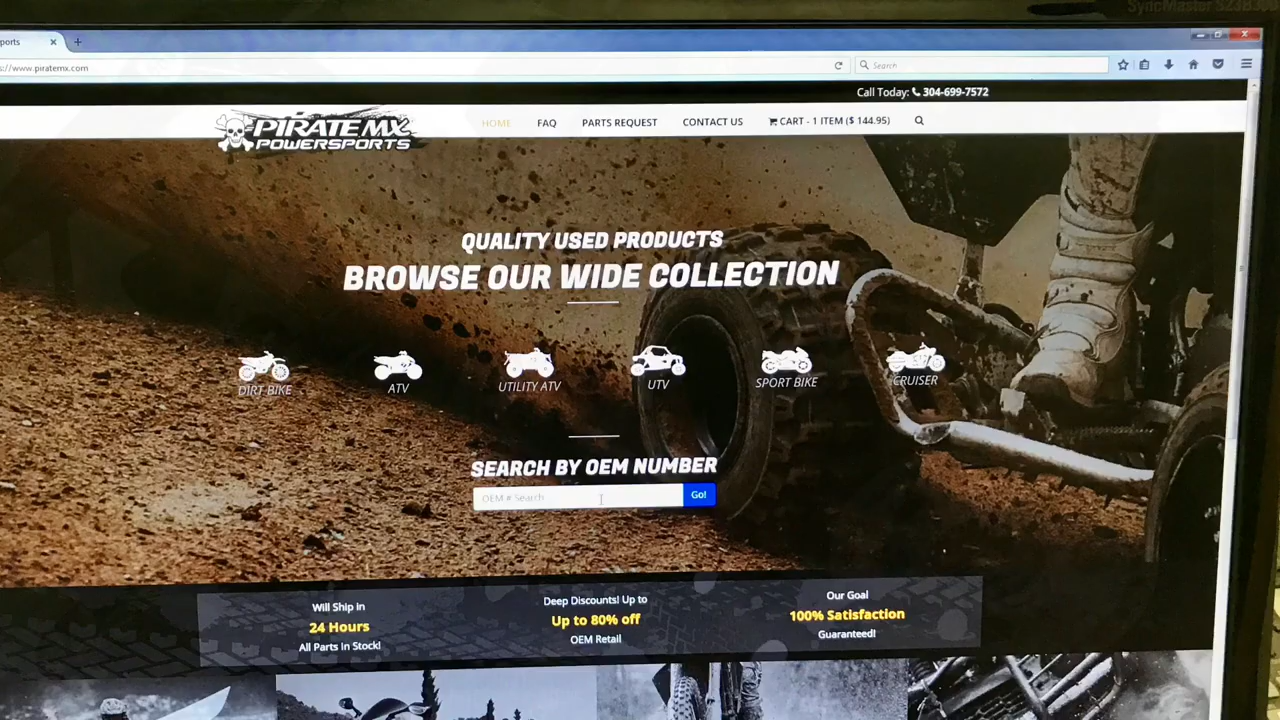 SyncMaster S23B300
ports
s://www.piratemx.com
Search
Call Today: 304-699-7572
PIRATE MX
POWERSPORTS
HOME
FAQ
PARTS REQUEST
CONTACT US
CART - 1 ITEM ($ 144.95)
QUALITY USED PRODUCTS
BROWSE OUR WIDE COLLECTION
DIRT BIKE
ATV
UTILITY ATV
UTV
SPORT BIKE
CRUISER
SEARCH BY OEM NUMBER
OEM # Search
Go!
Will Ship in
24 Hours
All Parts In Stock!
Deep Discounts! Up to
Up to 80% off
OEM Retail
Our Goal
100% Satisfaction
Guaranteed!